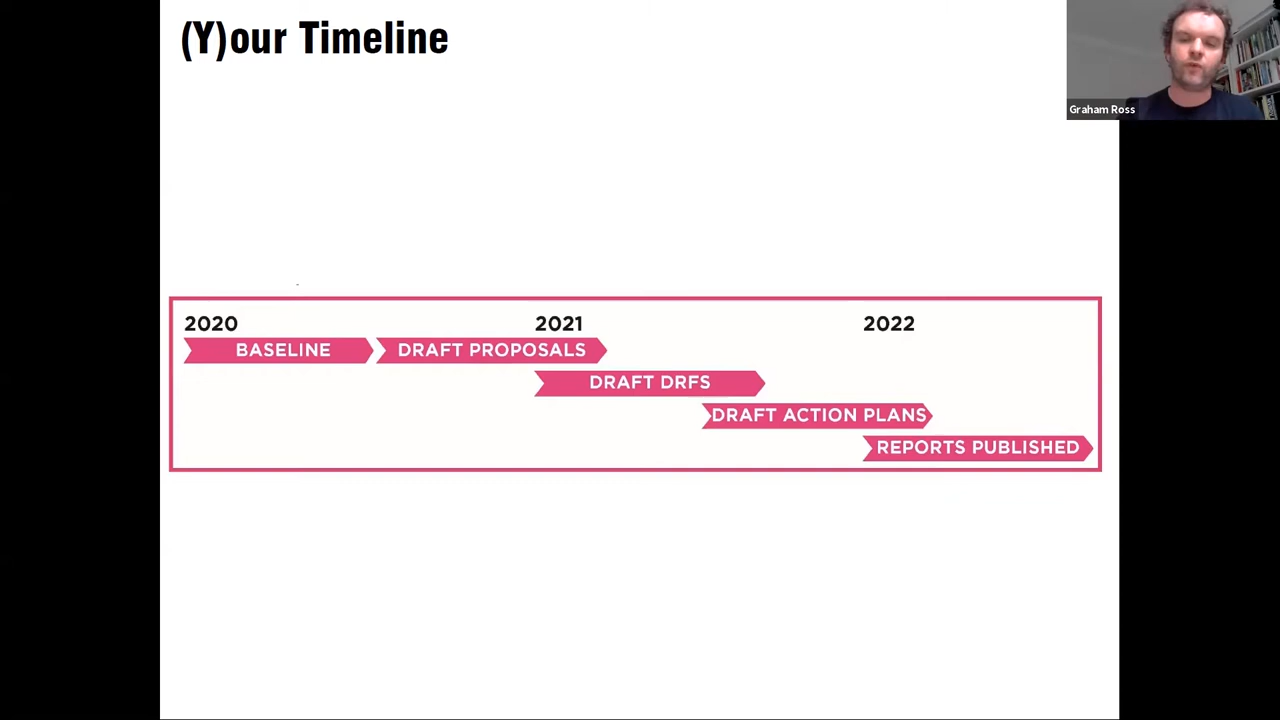 (Y)our Timeline
Graham Ross
2020 2021 2022
BASELINE DRAFT PROPOSALS
DRAFT DRFS
DRAFT ACTION PLANS
REPORTS PUBLISHED